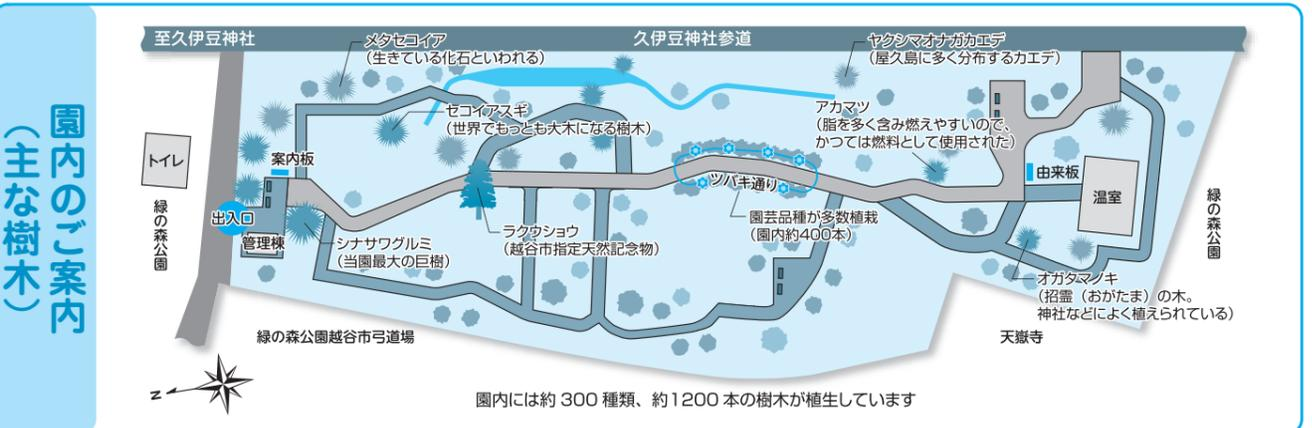 園内のご案内
（主な樹木）
至久伊豆神社
久伊豆神社参道
メタセコイア
（生きている化石といわれる）
ヤクシマオナガカエデ
（屋久島に多く分布するカエデ）
セコイアスギ
（世界でもっとも大木になる樹木）
アカマツ
（脂を多く含み燃えやすいので、
かつては燃料として使用された）
トイレ
案内板
ツバキ通り
由来板
温室
緑の森公園
出入口
管理棟
シナサワグルミ
（当園最大の巨樹）
ラクウショウ
（越谷市指定天然記念物）
園芸品種が多数植栽
（園内約400本）
緑の森公園
オガタマノキ
（招霊（おがたま）の木。
神社などによく植えられている）
緑の森公園越谷市弓道場
天嶽寺
N
園内には約 300 種類、約1200 本の樹木が植生しています